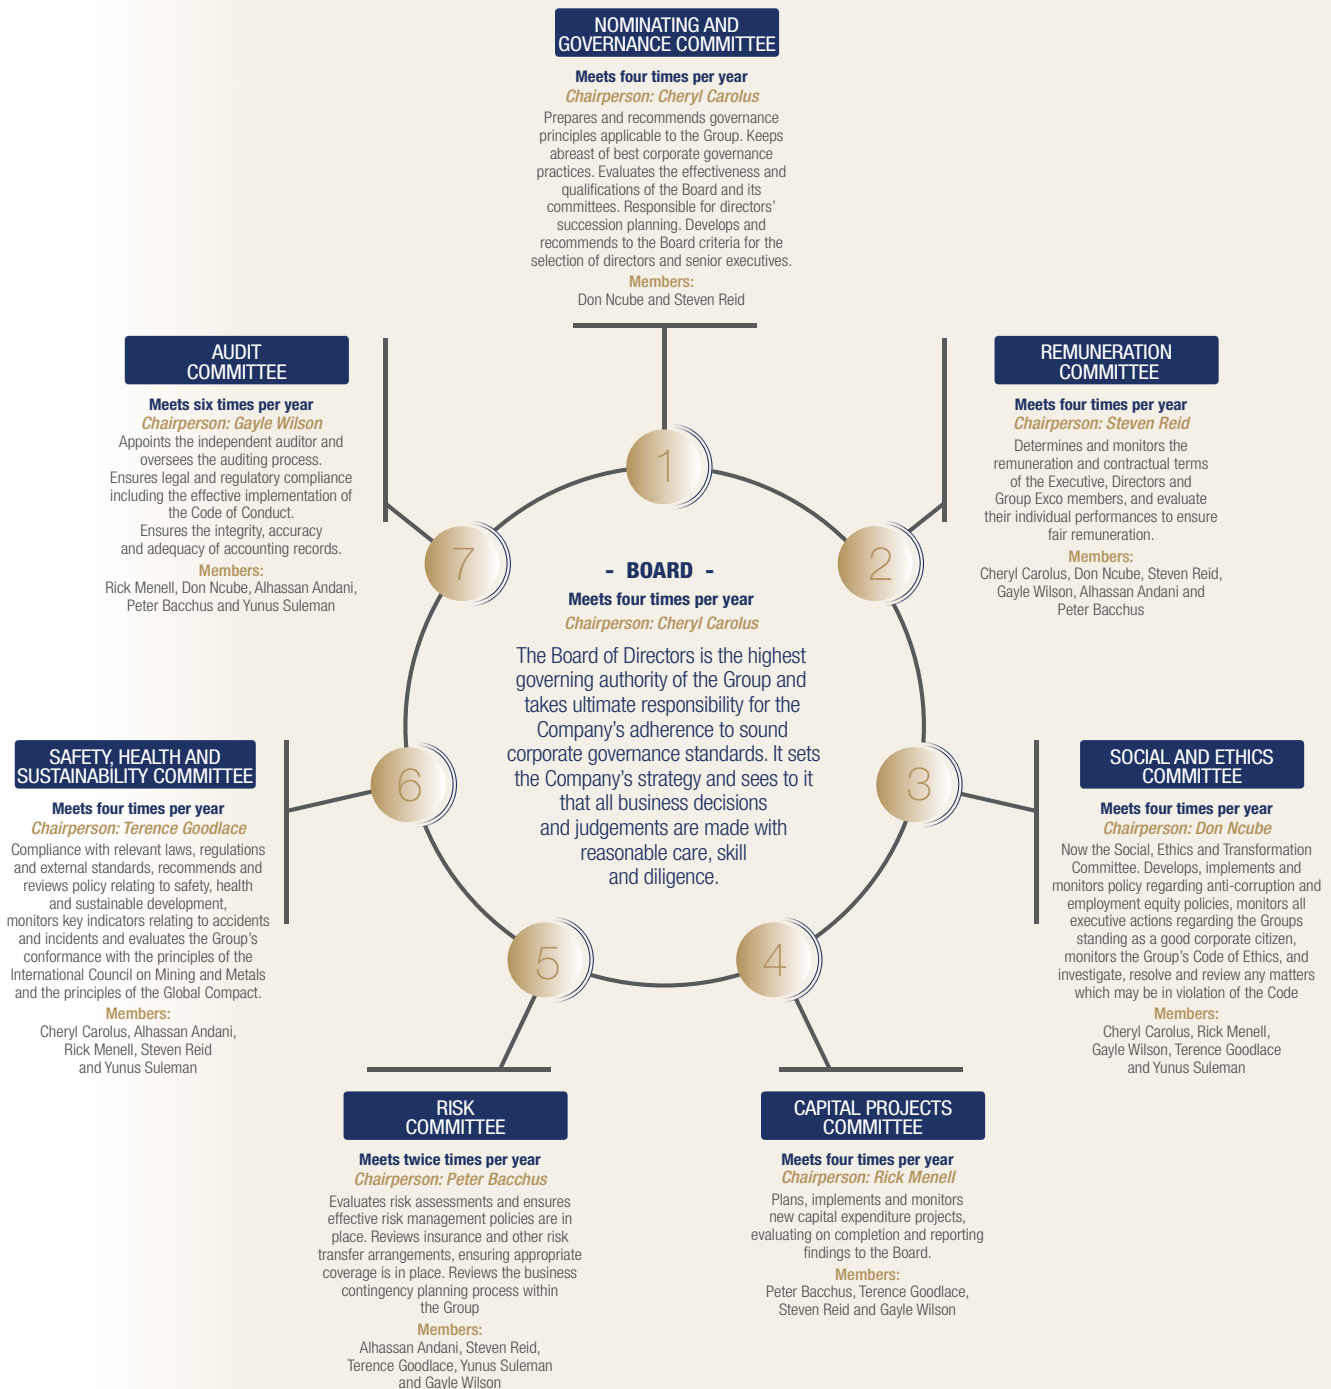 NOMINATING AND
GOVERNANCE COMMITTEE
Meets four times per year
Chairperson: Cheryl Carolus
Prepares and recommends governance
principles applicable to the Group. Keeps
abreast of best corporate governance
practices. Evaluates the effectiveness and
qualifications of the Board and its
committees. Responsible for directors’
succession planning. Develops and
recommends to the Board criteria for the
selection of directors and senior executives.
Members:
Don Ncube and Steven Reid
1
REMUNERATION
COMMITTEE
Meets four times per year
Chairperson: Steven Reid
Determines and monitors the
remuneration and contractual terms
of the Executive, Directors and
Group Exco members, and evaluate
their individual performances to ensure
fair remuneration.
Members:
Cheryl Carolus, Don Ncube, Steven Reid,
Gayle Wilson, Alhassan Andani and
Peter Bacchus
2
SOCIAL AND ETHICS
COMMITTEE
Meets four times per year
Chairperson: Don Ncube
Now the Social, Ethics and Transformation
Committee. Develops, implements and
monitors policy regarding anti-corruption and
employment equity policies, monitors all
executive actions regarding the Groups
standing as a good corporate citizen,
monitors the Group’s Code of Ethics, and
investigate, resolve and review any matters
which may be in violation of the Code
Members:
Cheryl Carolus, Rick Menell,
Gayle Wilson, Terence Goodlace
and Yunus Suleman
3
CAPITAL PROJECTS
COMMITTEE
Meets four times per year
Chairperson: Rick Menell
Plans, implements and monitors
new capital expenditure projects,
evaluating on completion and reporting
findings to the Board.
Members:
Peter Bacchus, Terence Goodlace,
Steven Reid and Gayle Wilson
4
RISK
COMMITTEE
Meets twice times per year
Chairperson: Peter Bacchus
Evaluates risk assessments and ensures
effective risk management policies are in
place. Reviews insurance and other risk
transfer arrangements, ensuring appropriate
coverage is in place. Reviews the business
contingency planning process within
the Group
Members:
Alhassan Andani, Steven Reid,
Terence Goodlace, Yunus Suleman
and Gayle Wilson
5
SAFETY, HEALTH AND
SUSTAINABILITY COMMITTEE
Meets four times per year
Chairperson: Terence Goodlace
Compliance with relevant laws, regulations
and external standards, recommends and
reviews policy relating to safety, health
and sustainable development,
monitors key indicators relating to accidents
and incidents and evaluates the Group’s
conformance with the principles of the
International Council on Mining and Metals
and the principles of the Global Compact.
Members:
Cheryl Carolus, Alhassan Andani,
Rick Menell, Steven Reid
and Yunus Suleman
6
AUDIT
COMMITTEE
Meets six times per year
Chairperson: Gayle Wilson
Appoints the independent auditor and
oversees the auditing process.
Ensures legal and regulatory compliance
including the effective implementation of
the Code of Conduct.
Ensures the integrity, accuracy
and adequacy of accounting records.
Members:
Rick Menell, Don Ncube, Alhassan Andani,
Peter Bacchus and Yunus Suleman
7
- BOARD -
Meets four times per year
Chairperson: Cheryl Carolus
The Board of Directors is the highest
governing authority of the Group and
takes ultimate responsibility for the
Company’s adherence to sound
corporate governance standards. It sets
the Company’s strategy and sees to it
that all business decisions
and judgements are made with
reasonable care, skill
and diligence.